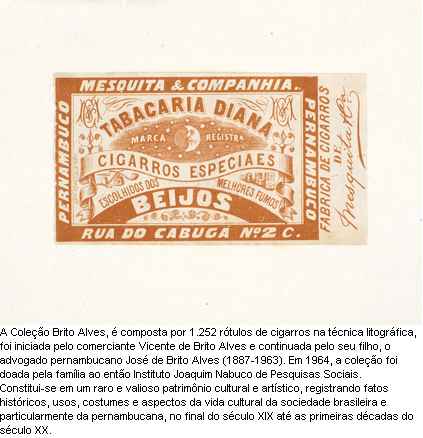 MESQUITA & COMPANHIA.
PERNAMBUCO
TABACARIA DIANA
MARCA REGISTRA
CIGARROS ESPECIAES
ESCOLHIDOS DOS MELHORES FUMOS
BEIJOS
RUA DO CABUGA Nº 2 C.
PERNAMBUCO
FABRICA DE CIGARROS
DE
Mesquita & Cia
A Coleção Brito Alves, é composta por 1.252 rótulos de cigarros na técnica litográfica,
foi iniciada pelo comerciante Vicente de Brito Alves e continuada pelo seu filho, o
advogado pernambucano José de Brito Alves (1887-1963). Em 1964, a coleção foi
doada pela família ao então Instituto Joaquim Nabuco de Pesquisas Sociais.
Constitui-se em um raro e valioso patrimônio cultural e artístico, registrando fatos
históricos, usos, costumes e aspectos da vida cultural da sociedade brasileira e
particularmente da pernambucana, no final do século XIX até as primeiras décadas do
século XX.